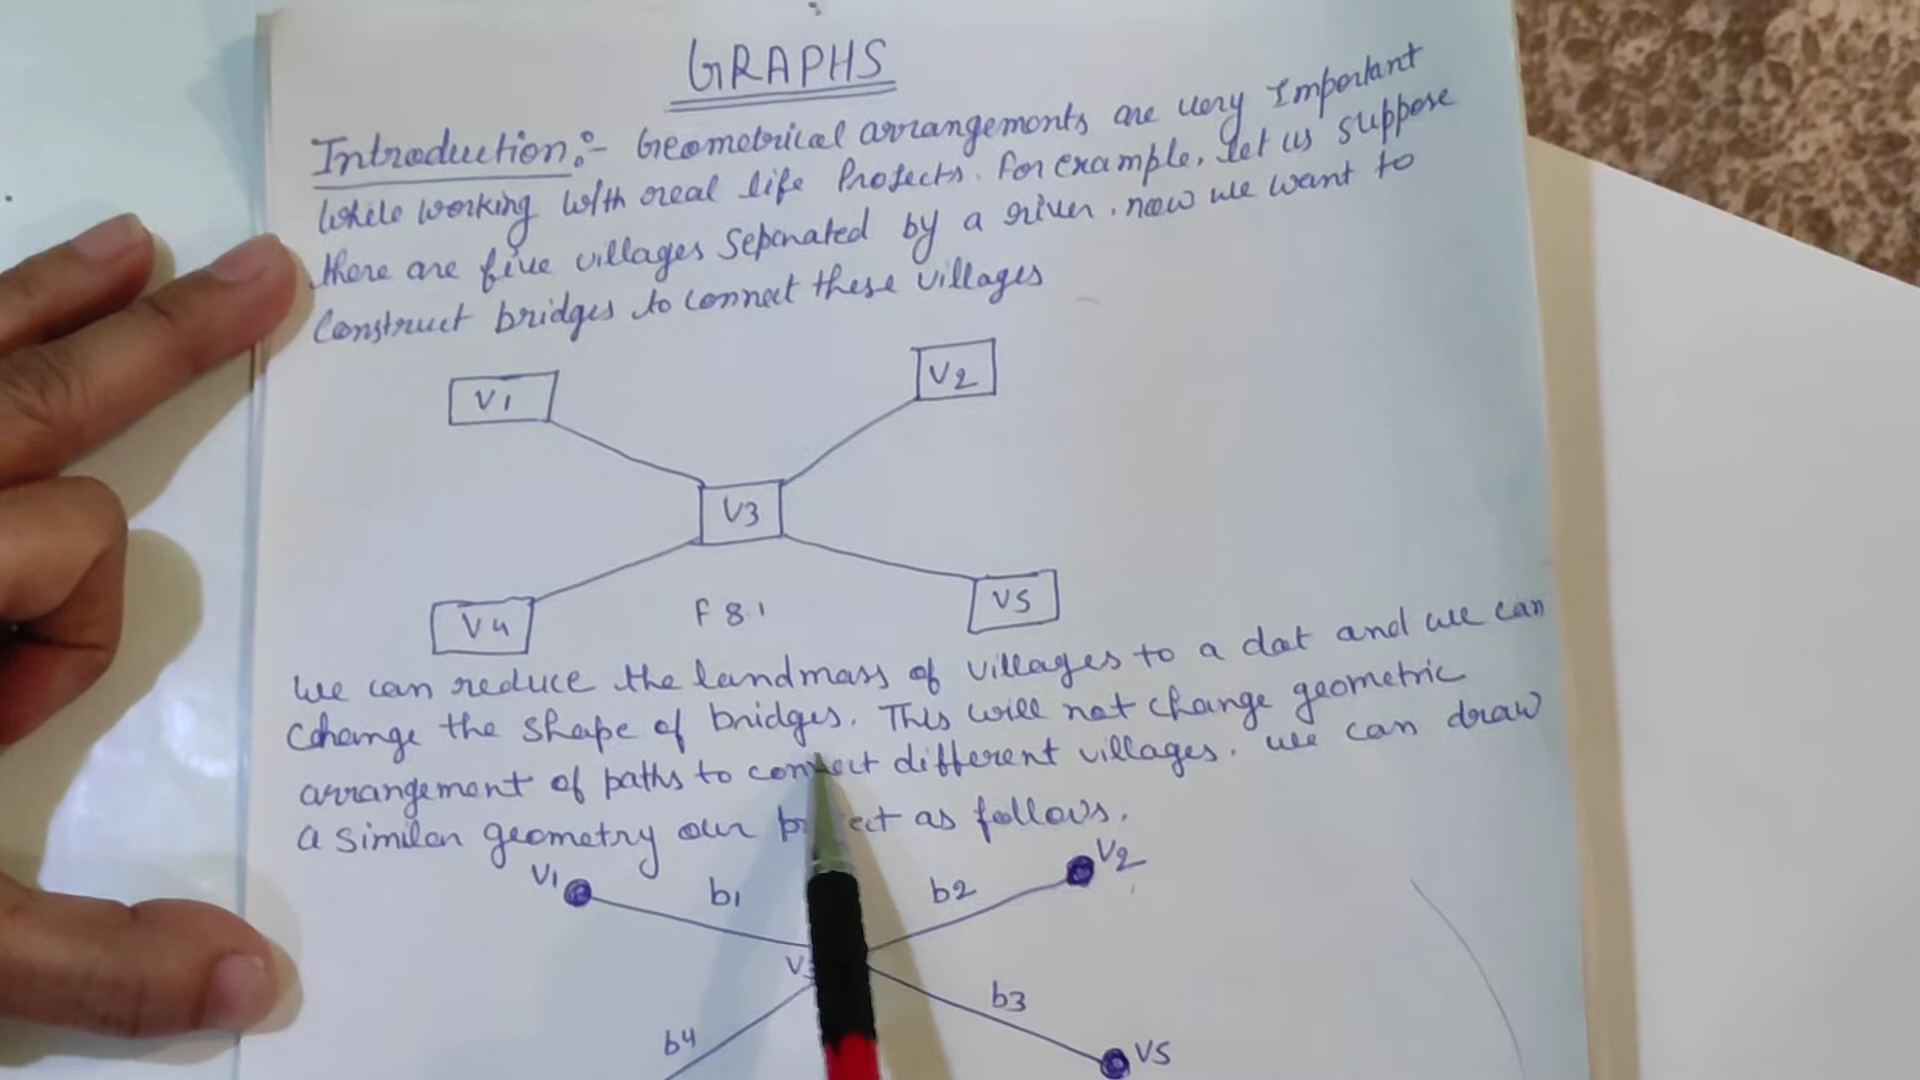 GRAPHS
Introduction:- Geometrical arrangements are very Important
while working with real life Projects. For example, let us suppose
there are five villages Seperated by a river. now we want to
Construct bridges to connect these villages
V1
V2
V3
V4
F 8.1
V5
We can reduce the landmass of villages to a dot and we can
change the shape of bridges. This will not change geometric
arrangement of paths to connect different villages. we can draw
a similar geometry our as follows.
V1
b1
b2
V2
b3
b4
V5